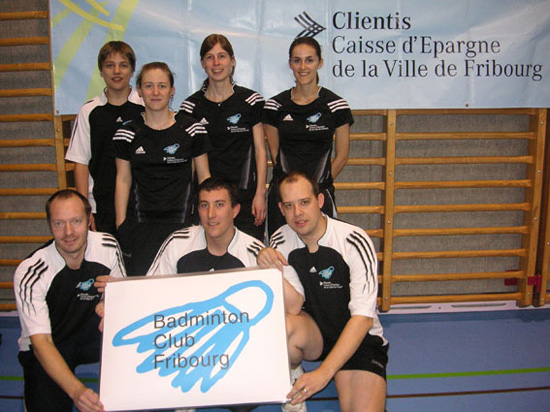 Clientis
Caisse d'Epargne
de la Ville de Fribourg
Badminton
Club
Fribourg